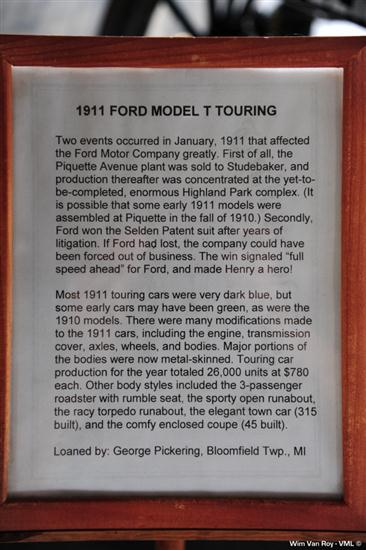 1911 FORD MODEL T TOURING
Two events occurred in January, 1911 that affected
the Ford Motor Company greatly. First of all, the
Piquette Avenue plant was sold to Studebaker, and
production thereafter was concentrated at the yet-to-
be-completed, enormous Highland Park complex. (It
is possible that some early 1911 models were
assembled at Piquette in the fall of 1910.) Secondly,
Ford won the Selden Patent suit after years of
litigation. If Ford had lost, the company could have
been forced out of business. The win signaled "full
speed ahead" for Ford, and made Henry a hero!
Most 1911 touring cars were very dark blue, but
some early cars may have been green, as were the
1910 models. There were many modifications made
to the 1911 cars, including the engine, transmission
cover, axles, wheels, and bodies. Major portions of
the bodies were now metal-skinned. Touring car
production for the year totaled 26,000 units at $780
each. Other body styles included the 3-passenger
roadster with rumble seat, the sporty open runabout,
the racy torpedo runabout, the elegant town car (315
built), and the comfy enclosed coupe (45 built).
Loaned by: George Pickering, Bloomfield Twp., MI
Wim Van Roy - VML ©